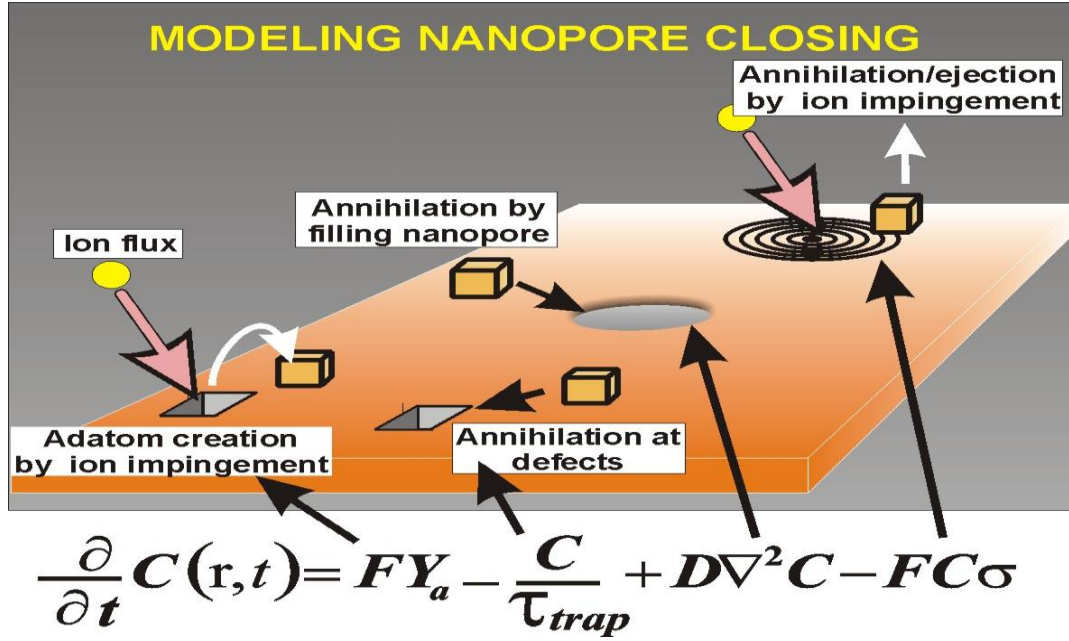 MODELING NANOPORE CLOSING
Annihilation/ejection
by ion impingement
Annihilation by
filling nanopore
Ion flux
Adatom creation
by ion impingement
Annihilation at
defects
∂/∂t C(r,t)=FYₐ − C/τ_trap + D∇²C − FCσ